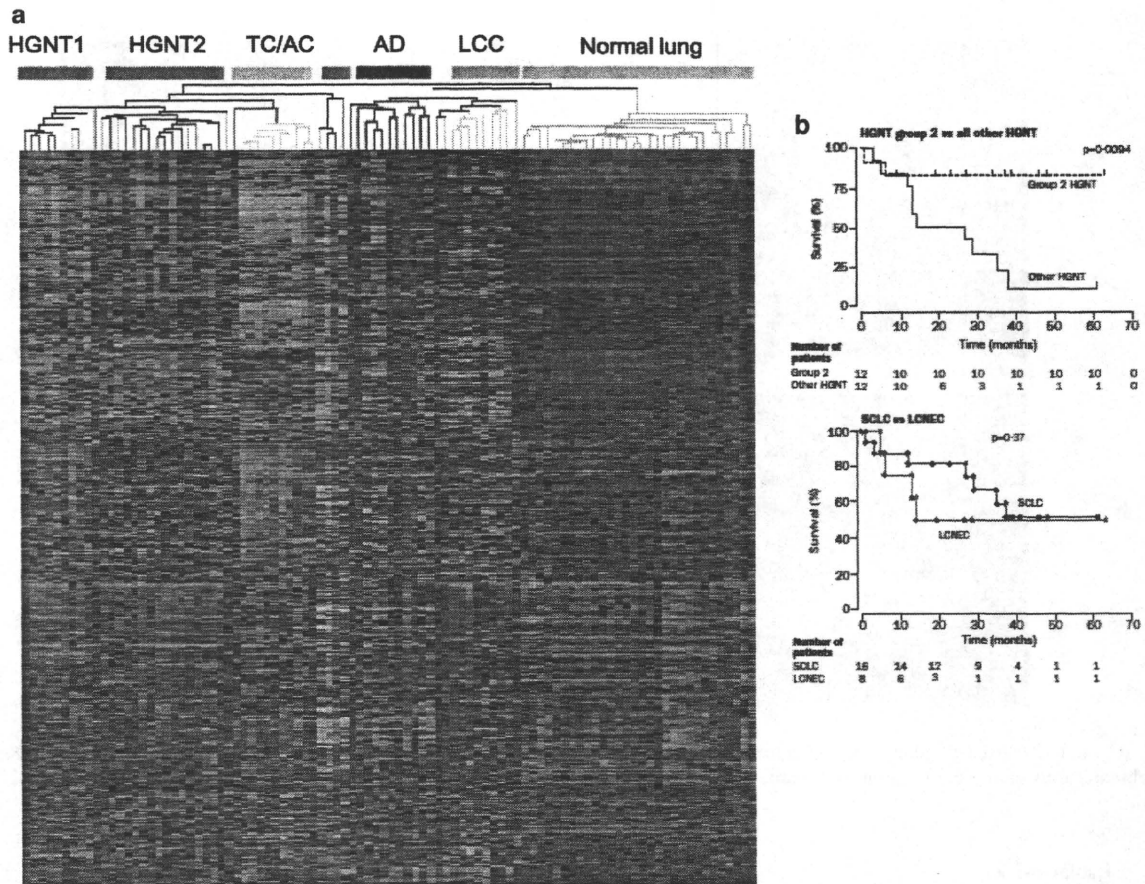 a
HGNT1 HGNT2 TC/AC AD LCC Normal lung
b
HGNT group 2 vs all other HGNT
p=0·0094
100
75
50
25
0
Survival (%)
Group 2 HGNT
Other HGNT
0 10 20 30 40 50 60 70
Time (months)
Number of patients
Group 2 12 10 10 10 10 10 10 0
Other HGNT 12 10 6 3 1 1 1 0
SCLC vs LCNEC
p=0·37
100
80
60
40
20
0
Survival (%)
SCLC
LCNEC
0 10 20 30 40 50 60 70
Time (months)
Number of patients
SCLC 16 14 12 9 4 1 1
LCNEC 8 6 3 1 1 1 1